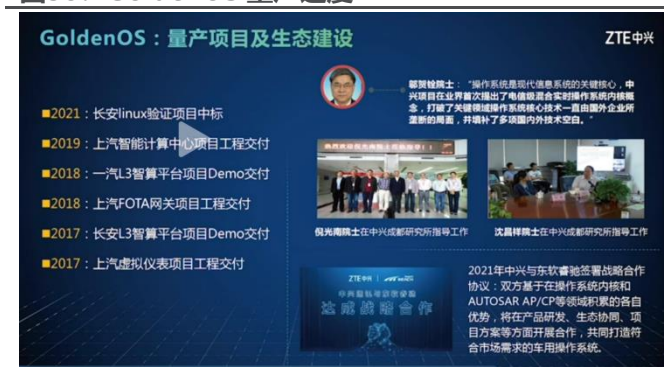 GoldenOS：量产项目及生态建设
ZTE中兴
■2021：长安linux验证项目中标
■2019：上汽智能计算中心项目工程交付
■2018：一汽L3智算平台项目Demo交付
■2018：上汽FOTA网关项目工程交付
■2017：长安L3智算平台项目Demo交付
■2017：上汽虚拟仪表项目工程交付
邬贺铨院士：“操作系统是现代信息系统的关键核心，中
兴项目在业界首次提出了电信级混合实时操作系统内核概
念，打破了关键领域操作系统核心技术一直由国外企业所
垄断的局面，并填补了多项国内外技术空白。”
倪光南院士在中兴成都研究所指导工作
沈昌祥院士在中兴成都研究所指导工作
ZTE中兴
中兴通讯与东软睿驰
达成战略合作
2021年中兴与东软睿驰签署战略合作
协议：双方基于在操作系统内核和
AUTOSAR AP/CP等领域积累的各自
优势，将在产品研发、生态协同、项
目方案等方面开展合作，共同打造符
合市场需求的车用操作系统。